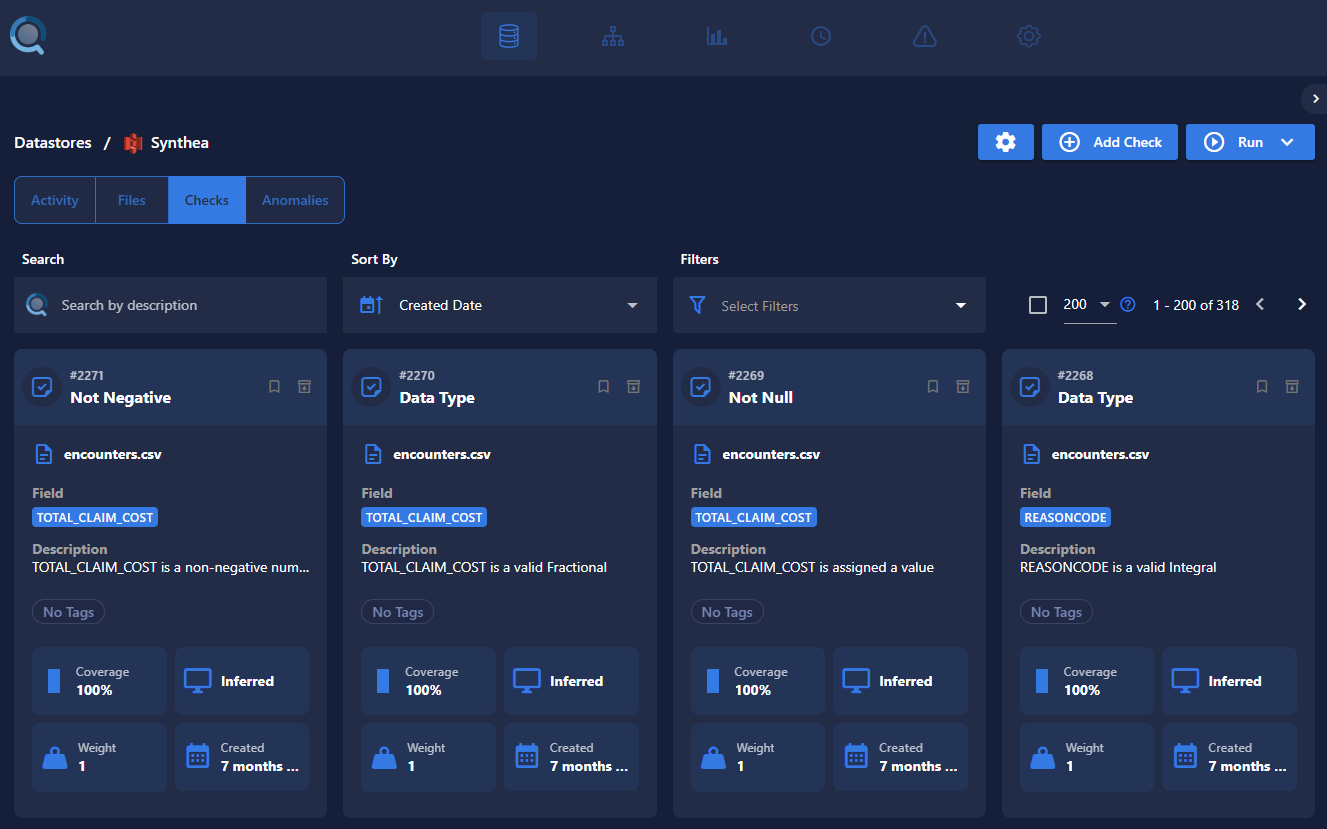 Datastores / Synthea
Add Check
Run
Activity
Files
Checks
Anomalies
Search
Sort By
Filters
Search by description
Created Date
Select Filters
200
1 - 200 of 318
#2271
Not Negative
encounters.csv
Field
TOTAL_CLAIM_COST
Description
TOTAL_CLAIM_COST is a non-negative num...
No Tags
Coverage
100%
Inferred
Weight
1
Created
7 months ...
#2270
Data Type
encounters.csv
Field
TOTAL_CLAIM_COST
Description
TOTAL_CLAIM_COST is a valid Fractional
No Tags
Coverage
100%
Inferred
Weight
1
Created
7 months ...
#2269
Not Null
encounters.csv
Field
TOTAL_CLAIM_COST
Description
TOTAL_CLAIM_COST is assigned a value
No Tags
Coverage
100%
Inferred
Weight
1
Created
7 months ...
#2268
Data Type
encounters.csv
Field
REASONCODE
Description
REASONCODE is a valid Integral
No Tags
Coverage
100%
Inferred
Weight
1
Created
7 months ...